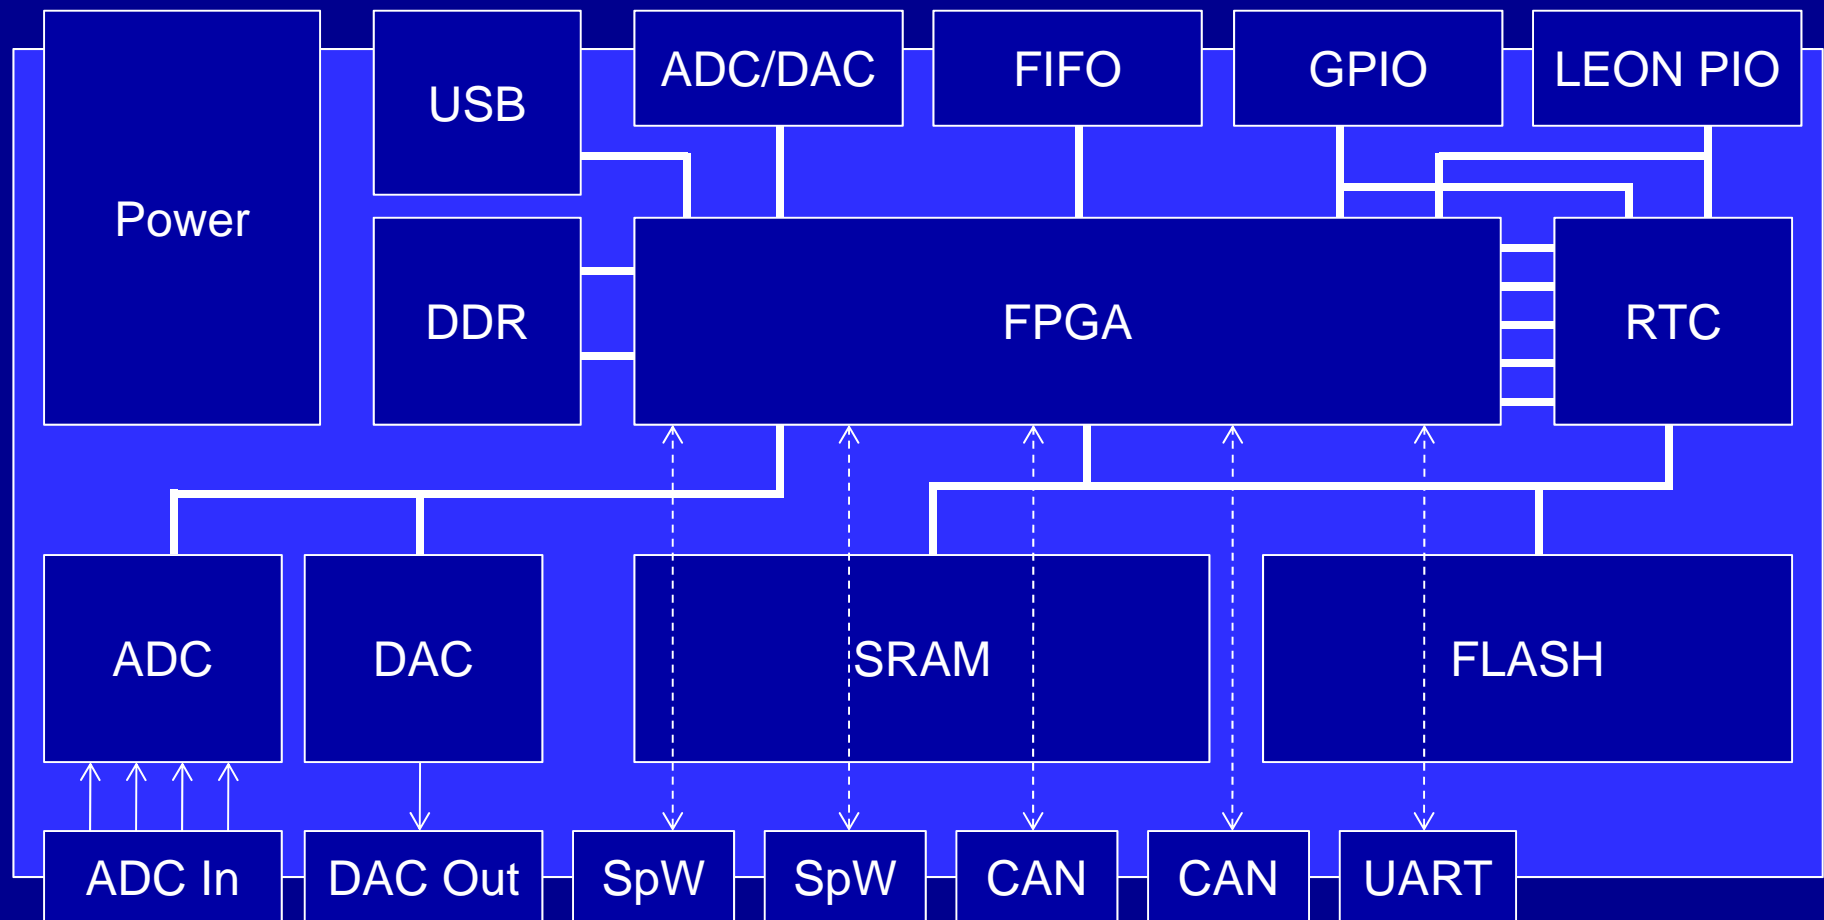 Power
USB
ADC/DAC
FIFO
GPIO
LEON PIO
DDR
FPGA
RTC
ADC
DAC
SRAM
FLASH
ADC In
DAC Out
SpW
SpW
CAN
CAN
UART